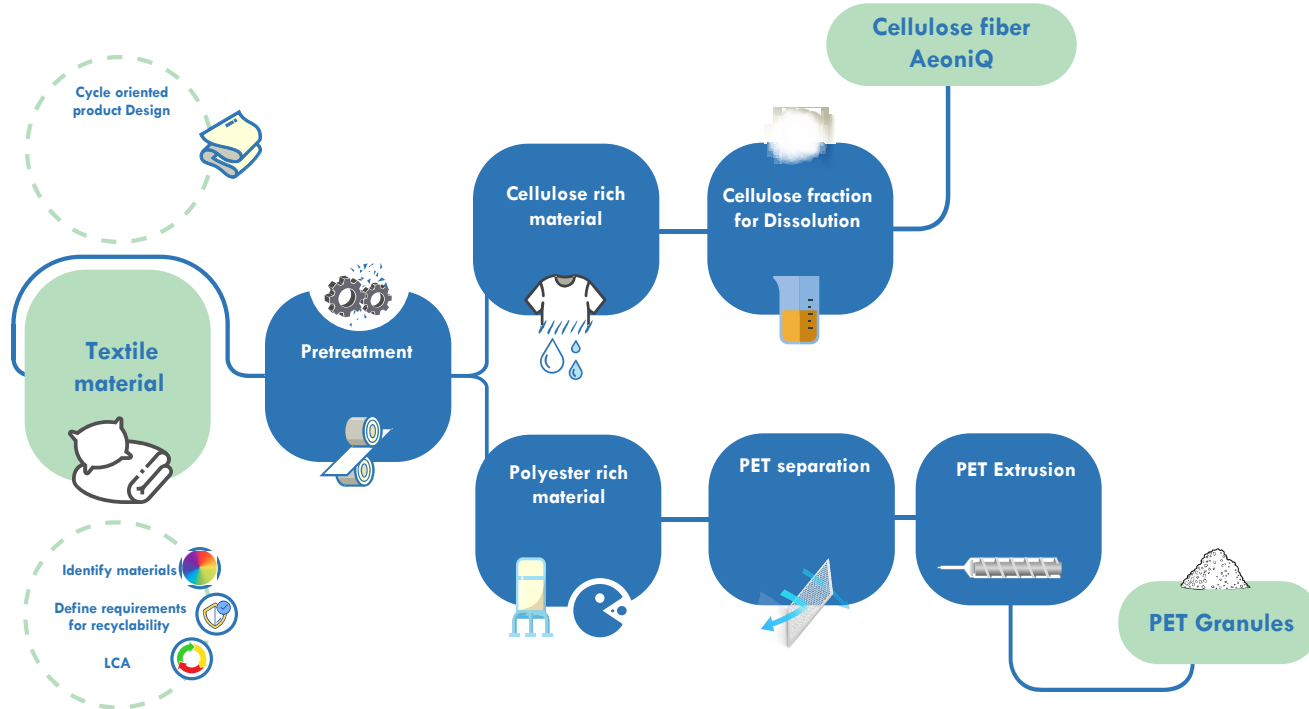 Cellulose fiber
AeoniQ
Cycle oriented
product Design
Cellulose rich
material
Cellulose fraction
for Dissolution
Textile
material
Pretreatment
Polyester rich
material
PET separation
PET Extrusion
Identify materials
Define requirements
for recyclability
LCA
PET Granules